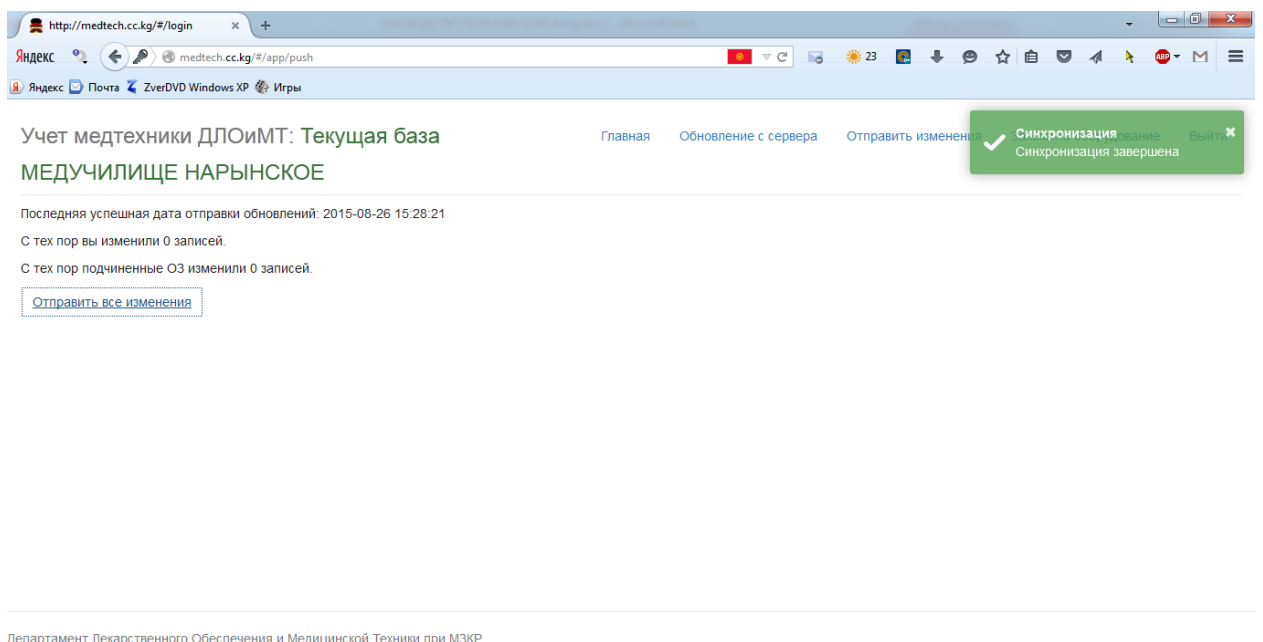 http://medtech.cc.kg/#/login
Яндекс medtech.cc.kg/#/app/push 23 ABP
Яндекс Почта ZverDVD Windows XP Игры
Учет медтехники ДЛОиМТ: Текущая база
МЕДУЧИЛИЩЕ НАРЫНСКОЕ
Главная Обновление с сервера Отправить изменения Выйти
Синхронизация
Синхронизация завершена
Последняя успешная дата отправки обновлений: 2015-08-26 15:28:21
С тех пор вы изменили 0 записей.
С тех пор подчиненные ОЗ изменили 0 записей.
Отправить все изменения
Департамент Лекарственного Обеспечения и Медицинской Техники при МЗКР